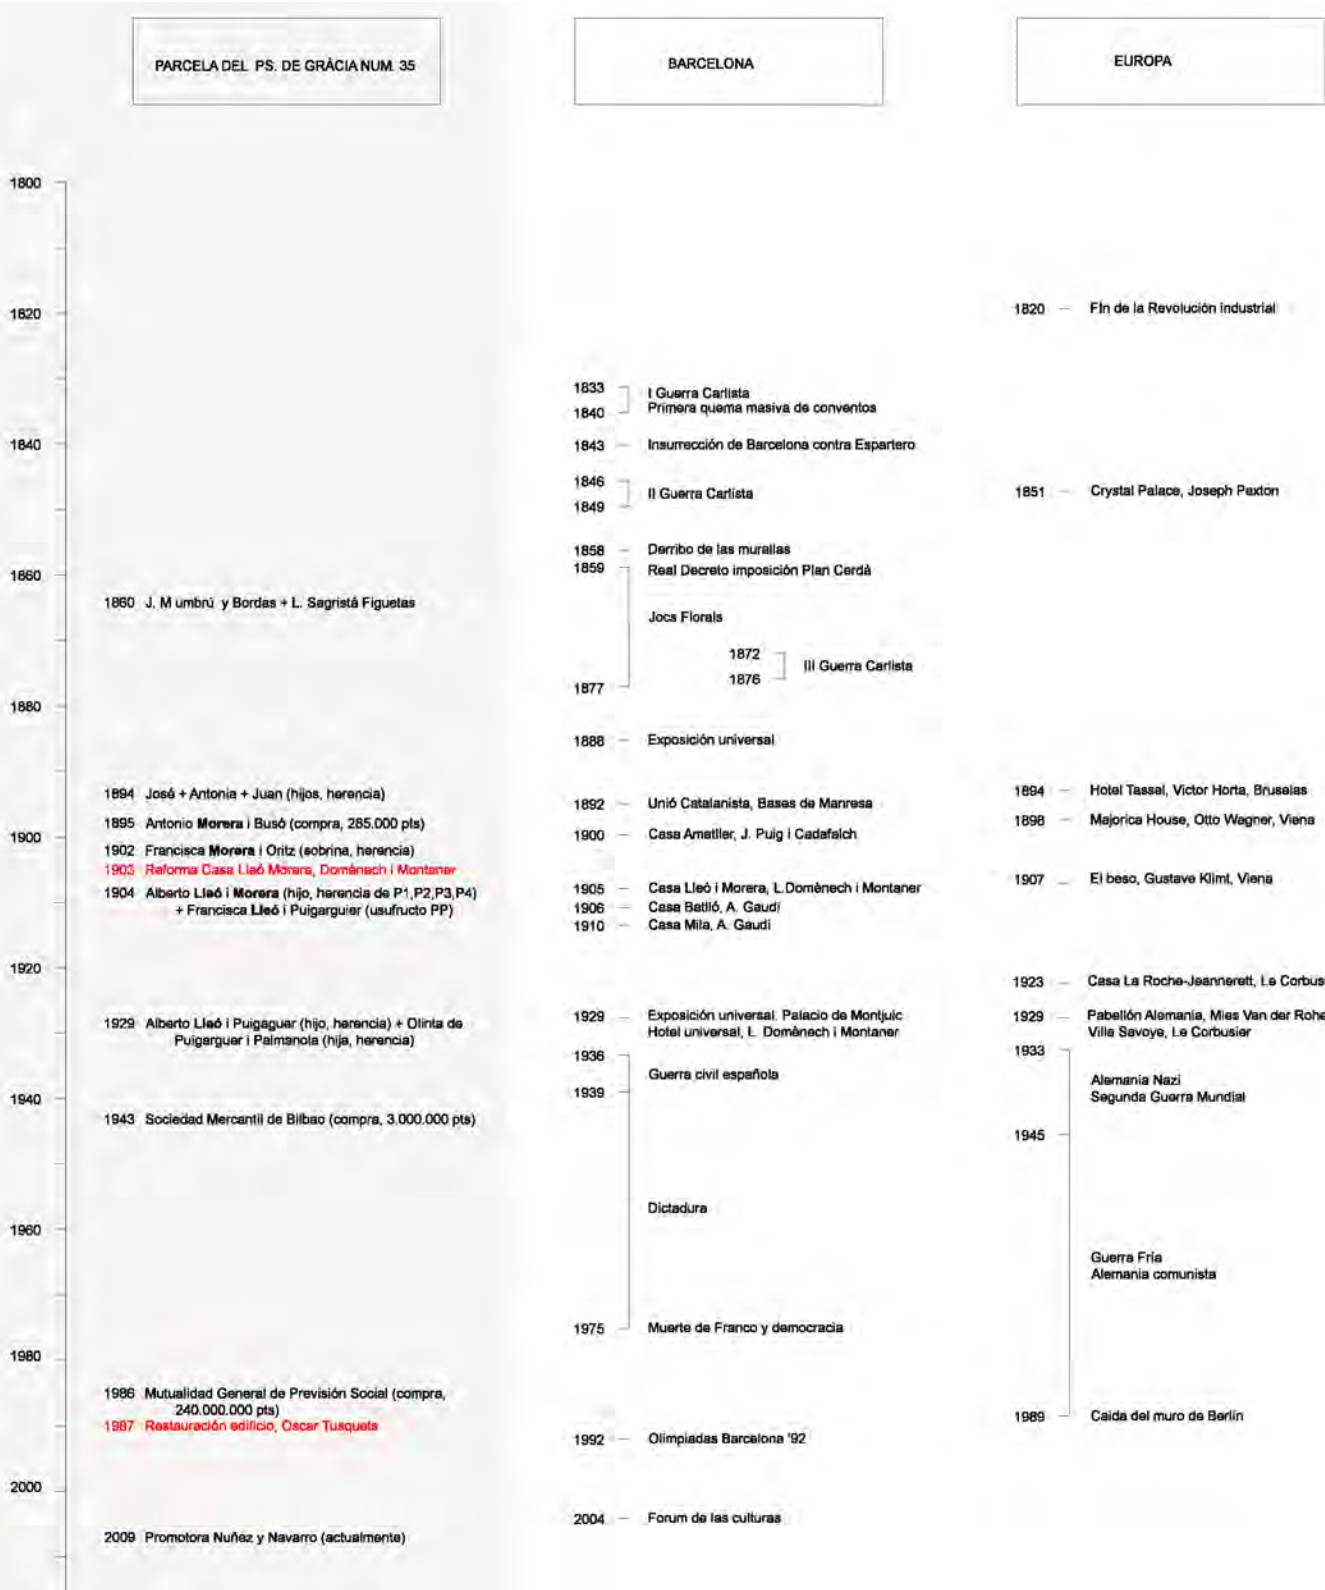 PARCELA DEL PS. DE GRÀCIA NUM. 35
BARCELONA
EUROPA
1800
1820
1840
1860
1880
1900
1920
1940
1960
1980
2000
1860 J. M umbrú y Bordas + L. Sagristá Figuetas
1894 José + Antonia + Juan (hijos, herencia)
1895 Antonio Morera i Busó (compra, 285.000 pts)
1902 Francisca Morera i Oritz (sobrina, herencia)
1903 Reforma Casa Lleó Morera, Domènech i Montaner
1904 Alberto Lleó i Morera (hijo, herencia de P1,P2,P3,P4)
+ Francisca Lleó i Puigarguier (usufructo PP)
1929 Alberto Lleó i Puigaguar (hijo, herencia) + Olinta de
Puigarguer i Palmanola (hija, herencia)
1943 Sociedad Mercantil de Bilbao (compra, 3.000.000 pts)
1986 Mutualidad General de Previsión Social (compra,
240.000.000 pts)
1987 Restauración edificio, Oscar Tusquets
2009 Promotora Nuñez y Navarro (actualmente)
1833
I Guerra Carlista
Primera quema masiva de conventos
1840
1843 Insurrección de Barcelona contra Espartero
1846
II Guerra Carlista
1849
1858 Derribo de las murallas
1859 Real Decreto imposición Plan Cerdà
Jocs Florals
1872
III Guerra Carlista
1876
1877
1888 Exposición universal
1892 Unió Catalanista, Bases de Manresa
1900 Casa Amatller, J. Puig i Cadafalch
1905 Casa Lleó i Morera, L.Domènech i Montaner
1906 Casa Batlló, A. Gaudí
1910 Casa Mila, A. Gaudí
1929 Exposición universal. Palacio de Montjuic
Hotel universal, L. Domènech i Montaner
1936
Guerra civil española
1939
Dictadura
1975 Muerte de Franco y democracia
1992 Olimpiadas Barcelona '92
2004 Forum de las culturas
1820 Fin de la Revolución industrial
1851 Crystal Palace, Joseph Paxton
1894 Hotel Tassel, Victor Horta, Bruselas
1898 Majorica House, Otto Wagner, Viena
1907 El beso, Gustave Klimt, Viena
1923 Casa La Roche-Jeannerett, Le Corbus
1929 Pabellón Alemania, Mies Van der Rohe
Villa Savoye, Le Corbusier
1933
Alemania Nazi
Segunda Guerra Mundial
1945
Guerra Fría
Alemania comunista
1989 Caida del muro de Berlín